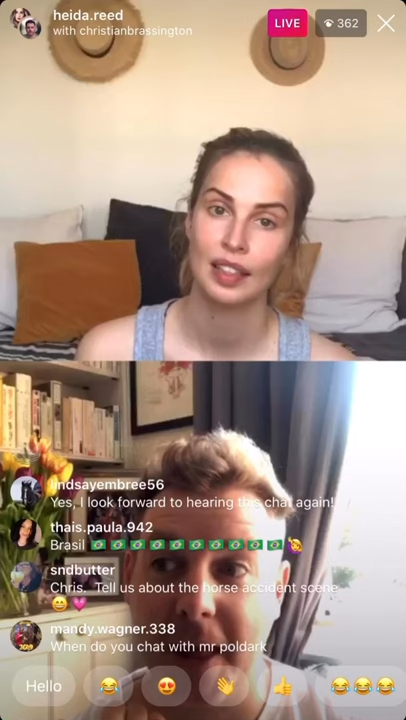 heida.reed
with christianbrassington
LIVE
362
lindsayembree56
Yes, I look forward to hearing this chat again!
thais.paula.942
Brasil 🇧🇷🇧🇷🇧🇷🇧🇷🇧🇷🇧🇷🇧🇷🇧🇷🇧🇷🇧🇷🙋
sndbutter
Chris. Tell us about the horse accident scene
😄💗
mandy.wagner.338
When do you chat with mr poldark
Hello 😂 😍 👋 👍 😂😂😂